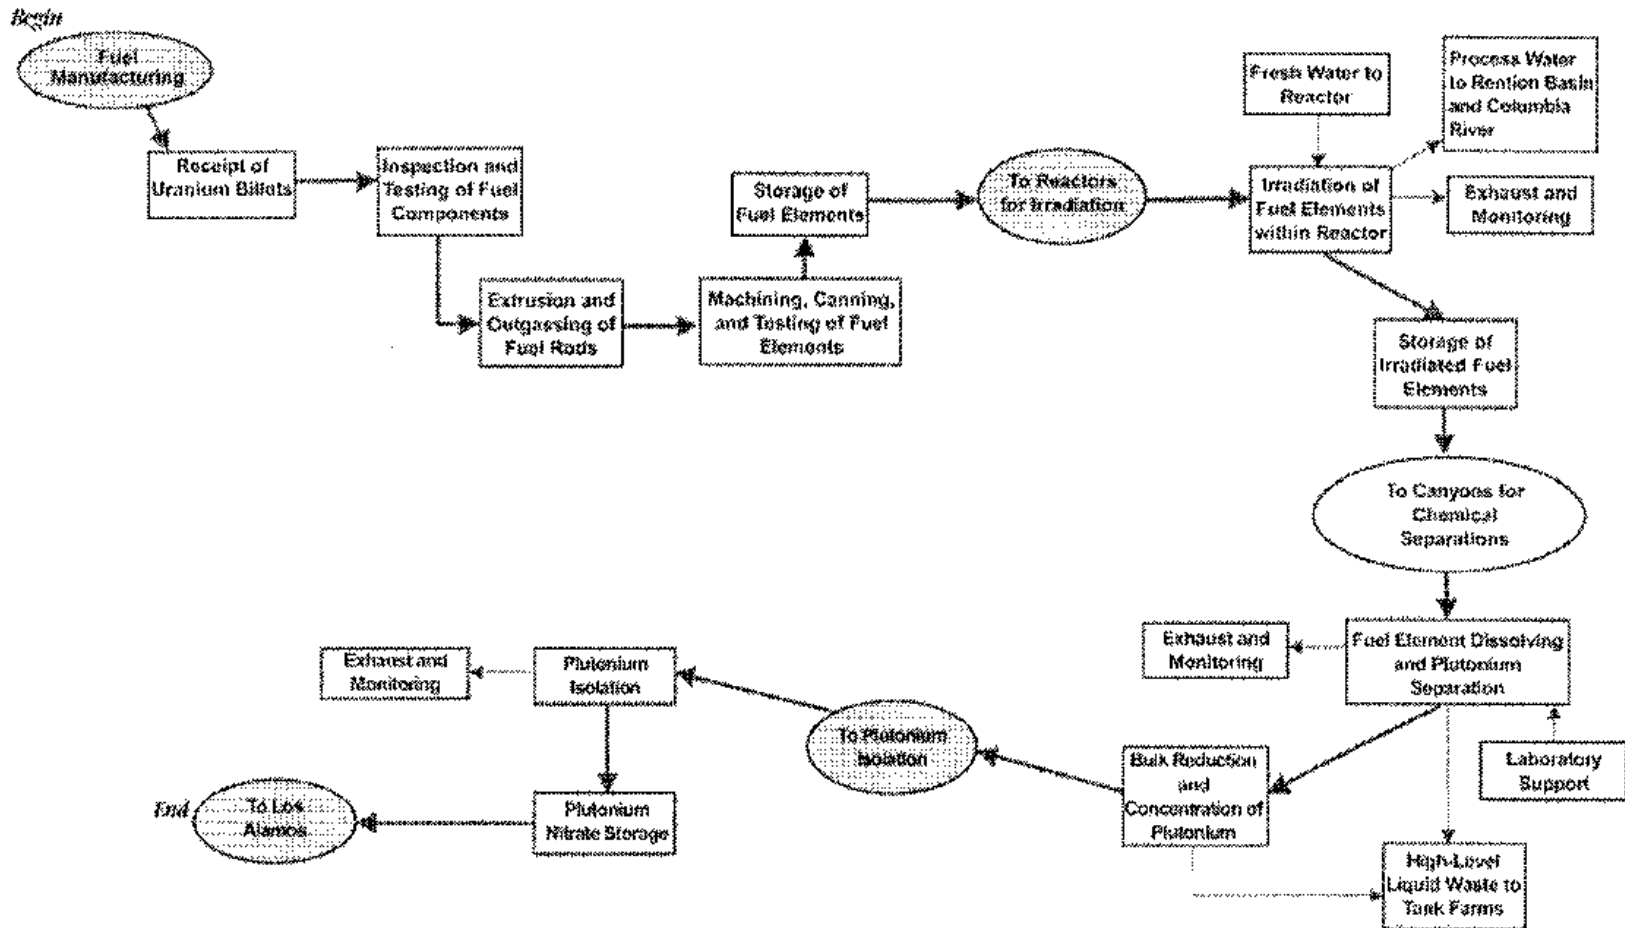 Begin
Fuel
Manufacturing
Receipt of
Uranium Billets
Inspection and
Testing of Fuel
Components
Extrusion and
Outgassing of
Fuel Rods
Machining, Canning,
and Testing of Fuel
Elements
Storage of
Fuel Elements
To Reactors
for Irradiation
Fresh Water to
Reactor
Process Water
to Rention Basin
and Columbia
River
Irradiation of
Fuel Elements
within Reactor
Exhaust and
Monitoring
Storage of
Irradiated Fuel
Elements
To Canyons for
Chemical
Separations
Fuel Element Dissolving
and Plutonium
Separation
Exhaust and
Monitoring
Laboratory
Support
High-Level
Liquid Waste to
Tank Farms
Bulk Reduction
and
Concentration of
Plutonium
To Plutonium
Isolation
Plutonium
Isolation
Exhaust and
Monitoring
Plutonium
Nitrate Storage
To Los
Alamos
End